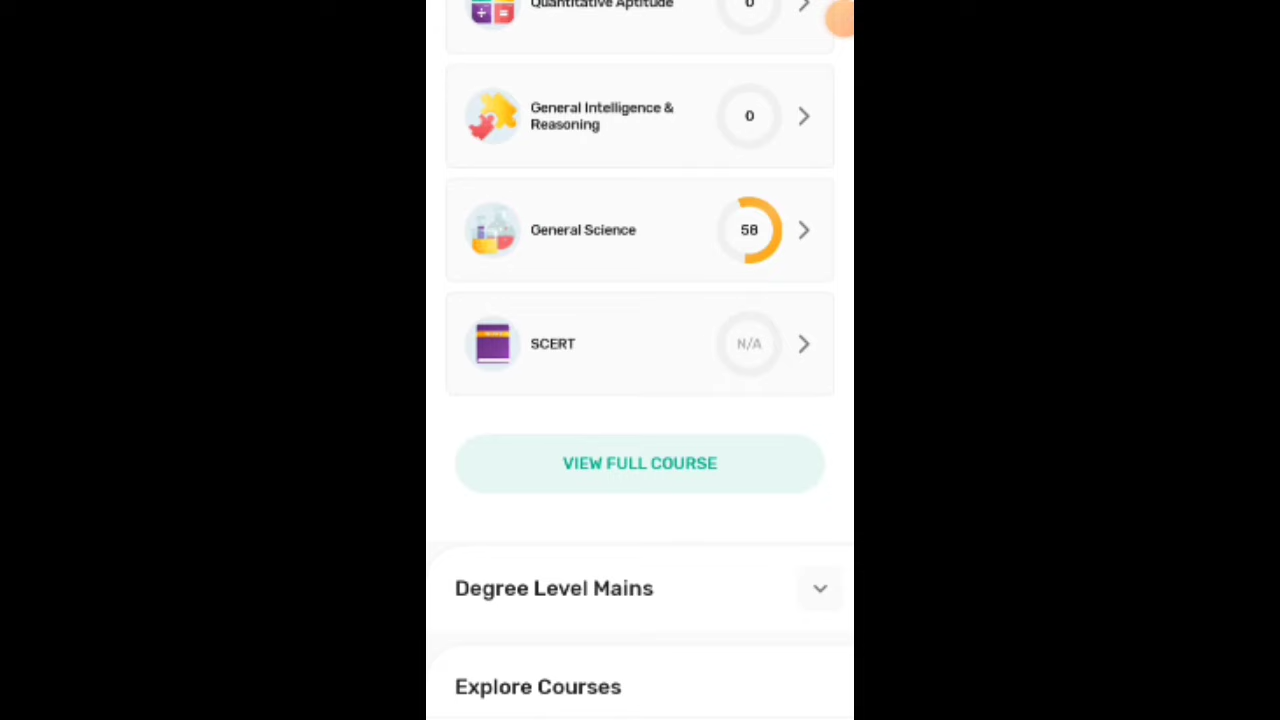 Quantitative Aptitude
0
General Intelligence &
Reasoning
0
General Science
58
SCERT
N/A
VIEW FULL COURSE
Degree Level Mains
Explore Courses